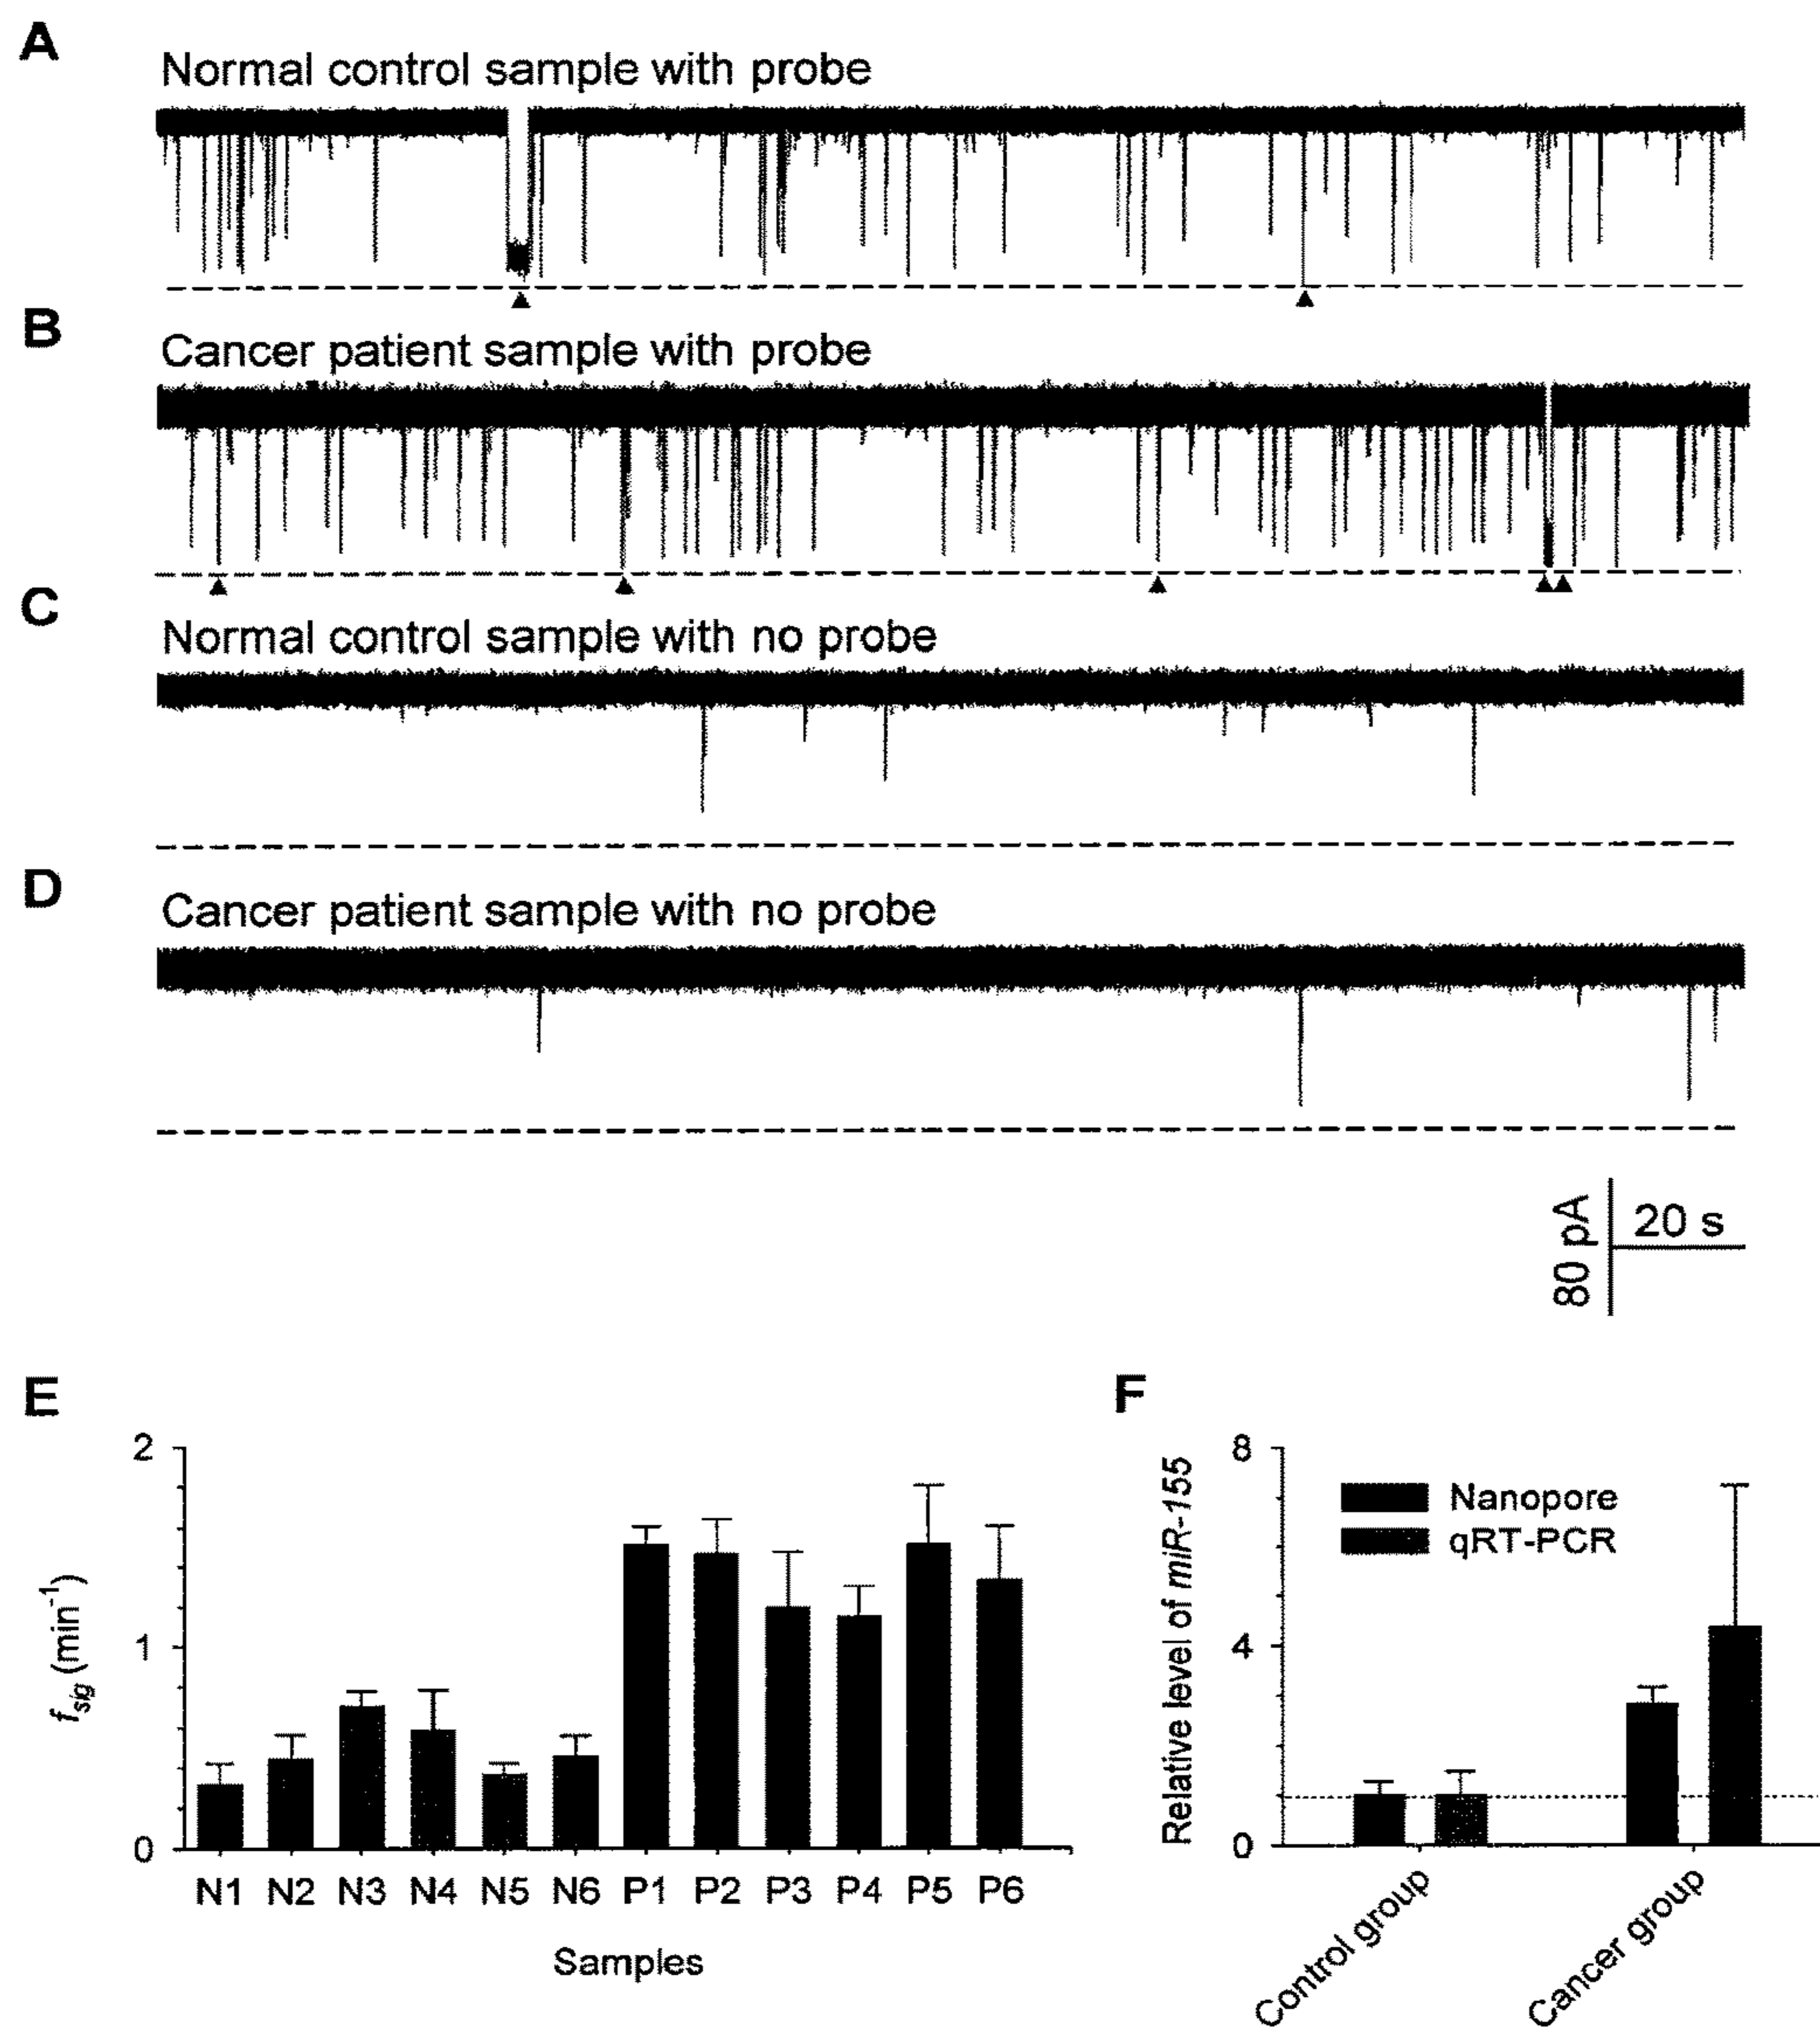 A
Normal control sample with probe
B
Cancer patient sample with probe
C
Normal control sample with no probe
D
Cancer patient sample with no probe
80 pA
20 s
E
2
1
0
f_sig (min⁻¹)
N1 N2 N3 N4 N5 N6 P1 P2 P3 P4 P5 P6
Samples
F
8
4
0
Relative level of miR-155
Nanopore
qRT-PCR
Control group
Cancer group